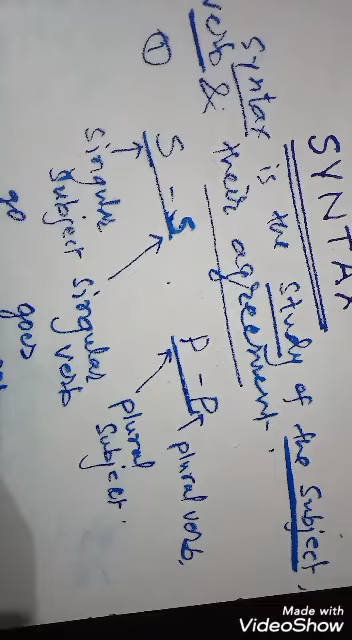 SYNTAX
Syntax is the study of the subject,
verb & their agreement.
① S - S P - P
singular subject singular verb plural subject. plural verb.
go goes
Made with
VideoShow